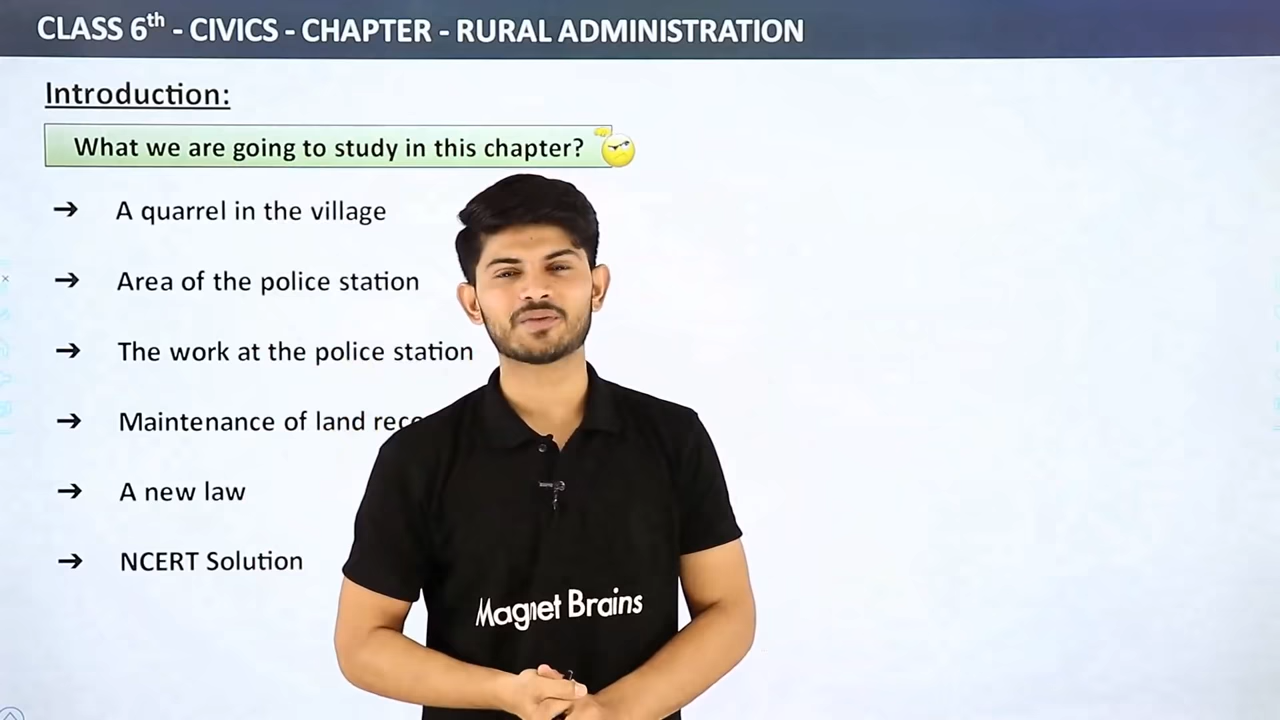 CLASS 6th - CIVICS - CHAPTER - RURAL ADMINISTRATION
Introduction:
What we are going to study in this chapter?
→ A quarrel in the village
→ Area of the police station
→ The work at the police station
→ Maintenance of land
→ A new law
→ NCERT Solution
Magnet Brains